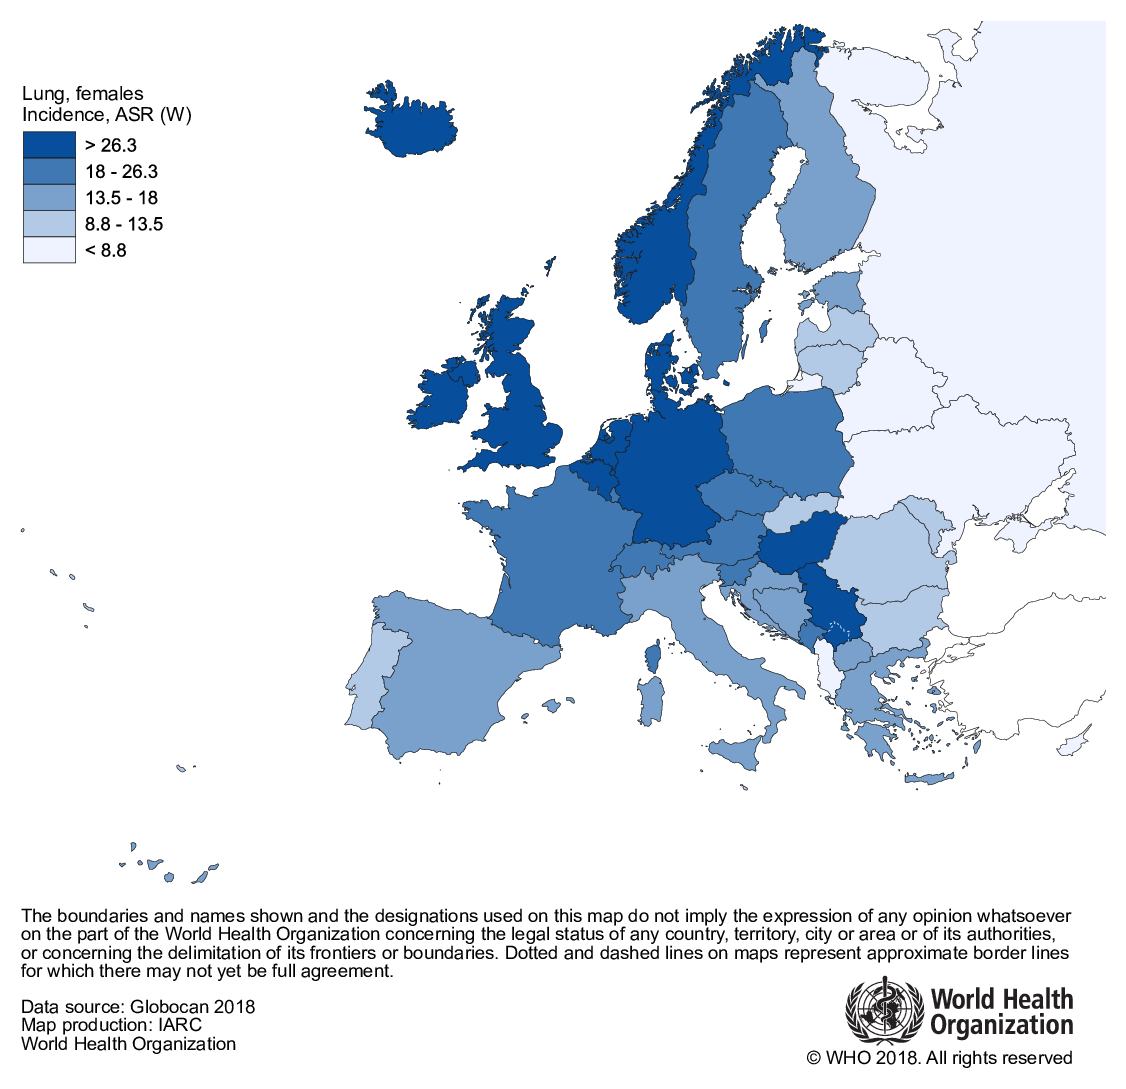 Lung, females
Incidence, ASR (W)
> 26.3
18 - 26.3
13.5 - 18
8.8 - 13.5
< 8.8
The boundaries and names shown and the designations used on this map do not imply the expression of any opinion whatsoever
on the part of the World Health Organization concerning the legal status of any country, territory, city or area or of its authorities,
or concerning the delimitation of its frontiers or boundaries. Dotted and dashed lines on maps represent approximate border lines
for which there may not yet be full agreement.
Data source: Globocan 2018
Map production: IARC
World Health Organization
World Health
Organization
© WHO 2018. All rights reserved